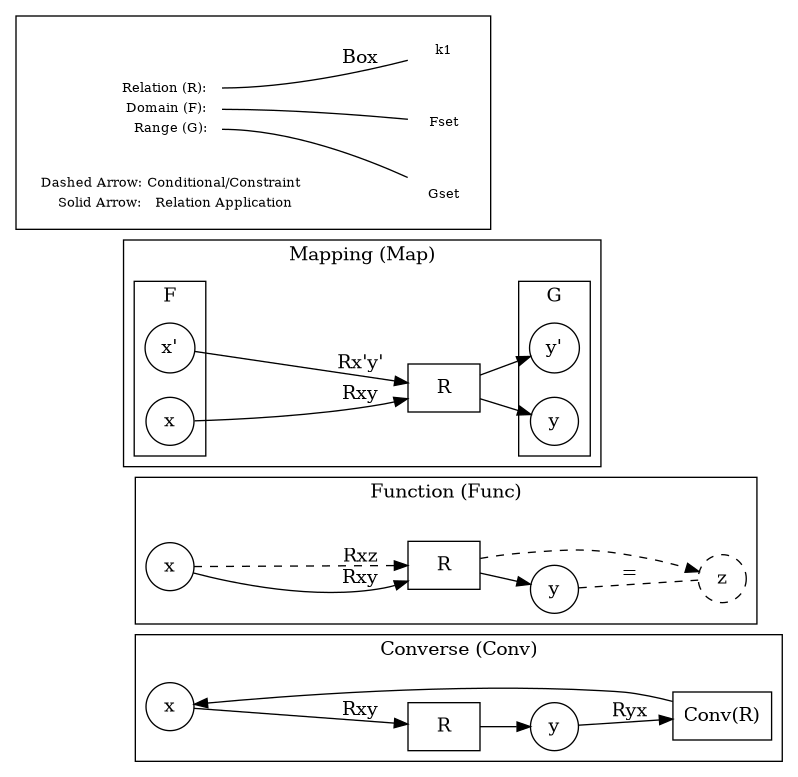 Box
k1
Relation (R):
Domain (F):
Fset
Range (G):
Dashed Arrow: Conditional/Constraint
Gset
Solid Arrow: Relation Application
Mapping (Map)
F
G
x'
y'
Rx'y'
R
Rxy
x
y
Function (Func)
Rxz
R
x
=
z
Rxy
y
Converse (Conv)
x
Rxy
R
y
Ryx
Conv(R)